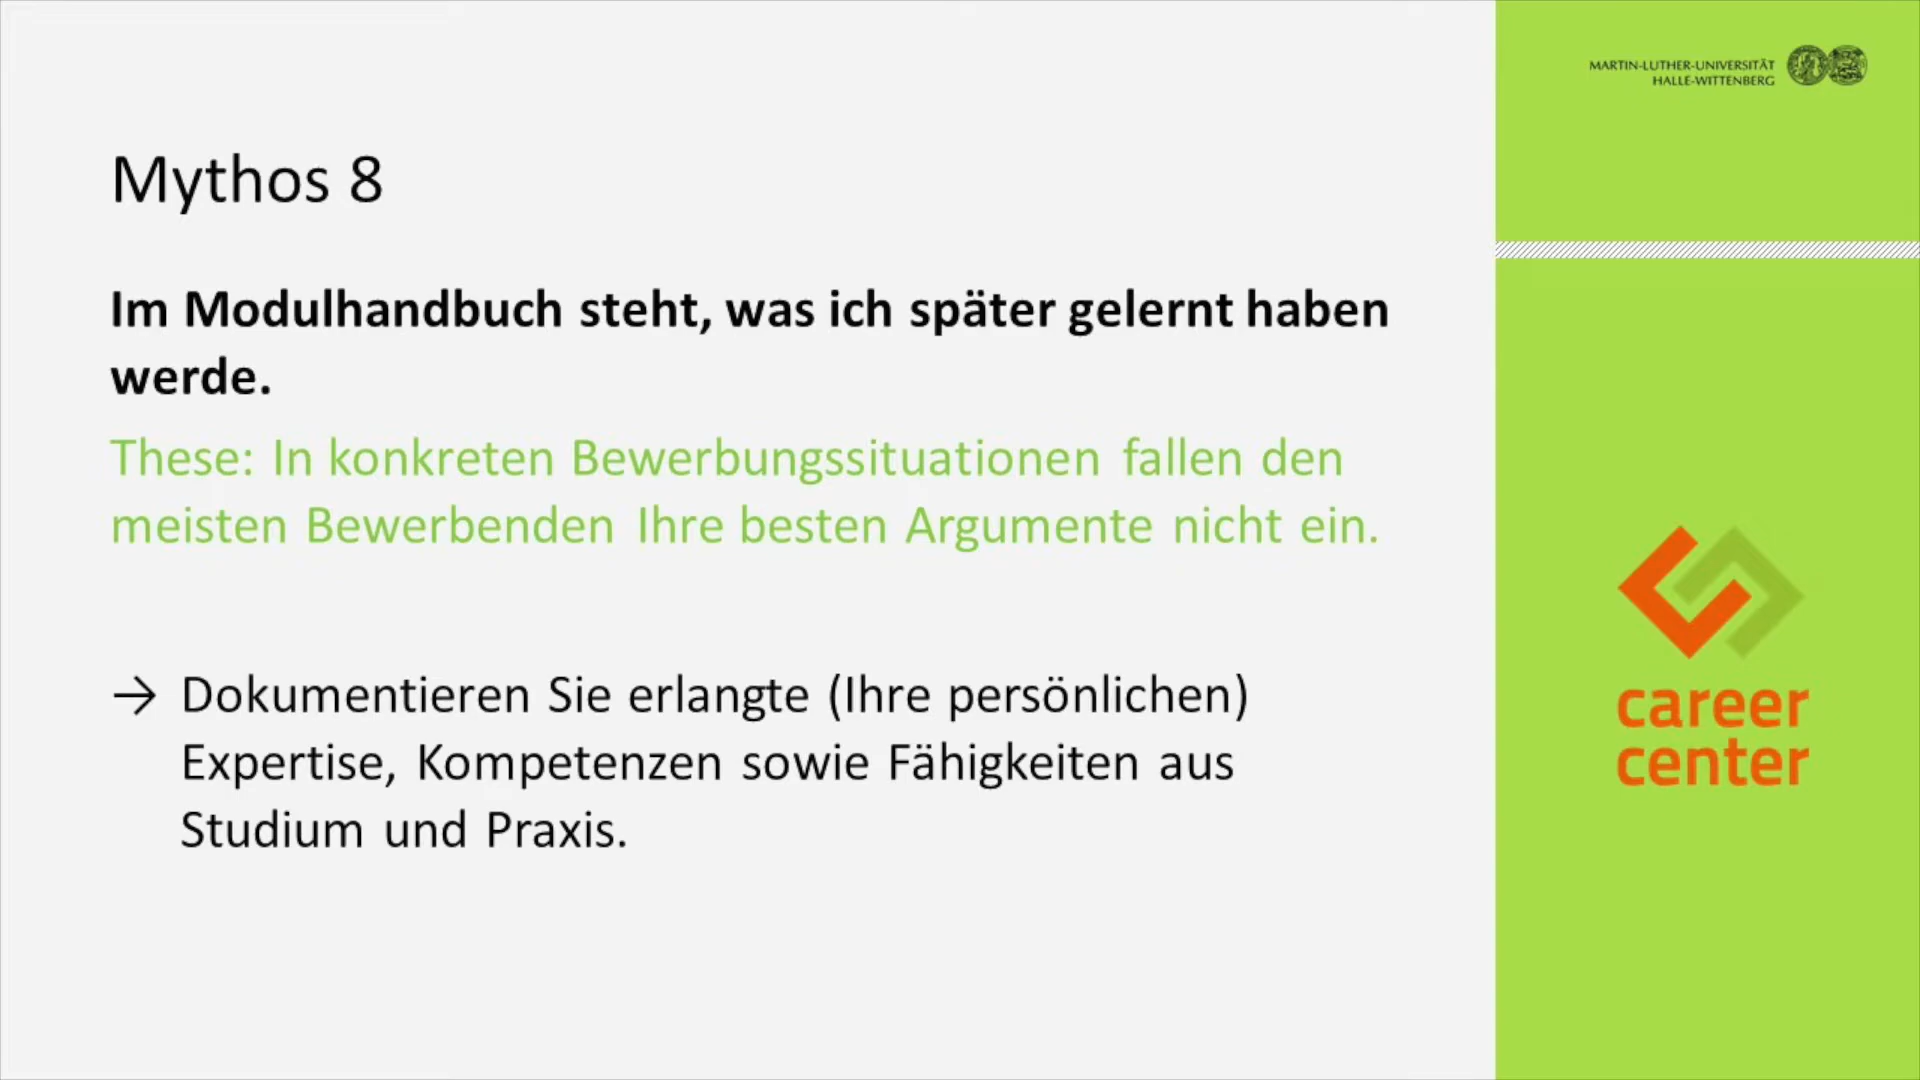 MARTIN-LUTHER-UNIVERSITÄT
HALLE-WITTENBERG
Mythos 8
Im Modulhandbuch steht, was ich später gelernt haben
werde.
These: In konkreten Bewerbungssituationen fallen den
meisten Bewerbenden Ihre besten Argumente nicht ein.
→ Dokumentieren Sie erlangte (Ihre persönlichen)
Expertise, Kompetenzen sowie Fähigkeiten aus
Studium und Praxis.
career
center